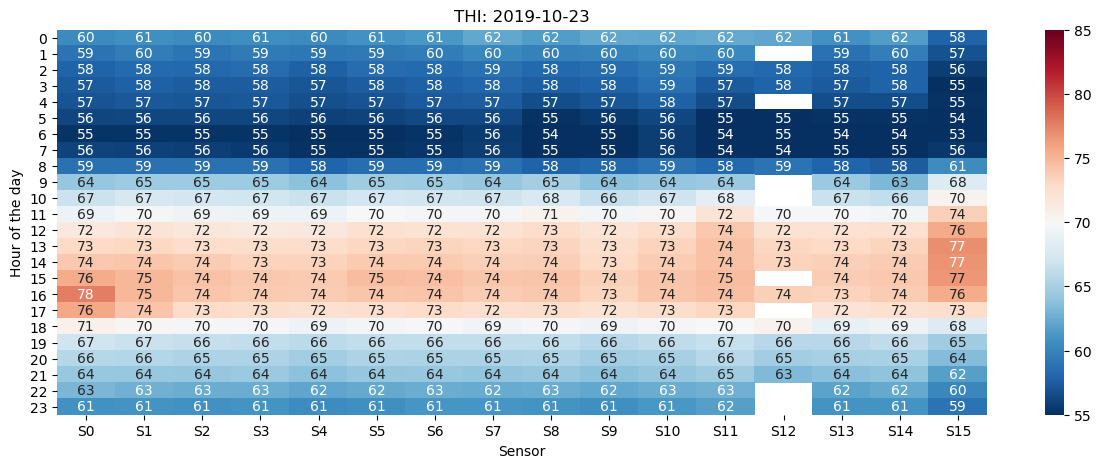 THI: 2019-10-23
Hour of the day
0 60 61 60 61 60 61 61 62 62 62 62 62 62 61 62 58
1 59 60 59 59 59 60 60 60 60 60 60 60 59 60 57
2 58 58 58 58 58 58 58 59 58 59 59 59 58 58 58 56
3 57 58 58 58 57 58 58 58 58 58 59 57 58 57 58 55
4 57 57 57 57 57 57 57 57 57 57 58 57 57 57 55
5 56 56 56 56 56 56 56 56 55 56 56 55 55 55 55 54
6 55 55 55 55 55 55 55 56 54 55 56 54 55 54 54 53
7 56 56 56 56 55 55 55 56 55 55 56 54 54 55 55 56
8 59 59 59 59 58 59 59 59 58 58 59 58 59 58 58 61
9 64 65 65 65 64 65 65 64 65 64 64 64 64 63 68
10 67 67 67 67 67 67 67 67 68 66 67 68 67 66 70
11 69 70 69 69 69 70 70 70 71 70 70 72 70 70 70 74
12 72 72 72 72 72 72 72 72 73 72 73 74 72 72 72 76
13 73 73 73 73 73 73 73 73 73 73 73 74 73 73 73 77
14 74 74 74 74 73 74 74 74 74 73 74 74 73 74 74 77
15 76 75 74 74 74 75 74 74 74 74 74 75 74 74 77
16 78 75 74 74 74 74 74 74 74 73 74 74 74 73 74 76
17 76 74 73 73 72 73 73 72 73 72 73 73 72 72 73
18 71 70 70 70 69 70 70 69 70 69 70 70 70 69 69 68
19 67 67 66 66 66 66 66 66 66 66 66 67 66 66 66 65
20 66 66 65 65 65 65 65 65 65 65 65 66 65 65 65 64
21 64 64 64 64 64 64 64 64 64 64 64 65 63 64 64 62
22 63 63 63 63 62 62 63 62 63 62 63 63 62 62 60
23 61 61 61 61 61 61 61 61 61 61 61 62 61 61 59
S0 S1 S2 S3 S4 S5 S6 S7 S8 S9 S10 S11 S12 S13 S14 S15
Sensor
85
80
75
70
65
60
55